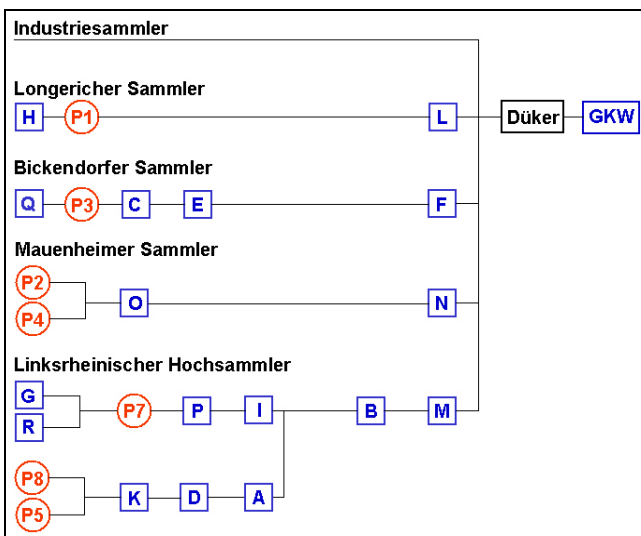 Industriesammler
Longericher Sammler
H P1 L Düker GKW
Bickendorfer Sammler
Q P3 C E F
Mauenheimer Sammler
P2
O N
P4
Linksrheinischer Hochsammler
G
P7 P I B M
R
P8
K D A
P5